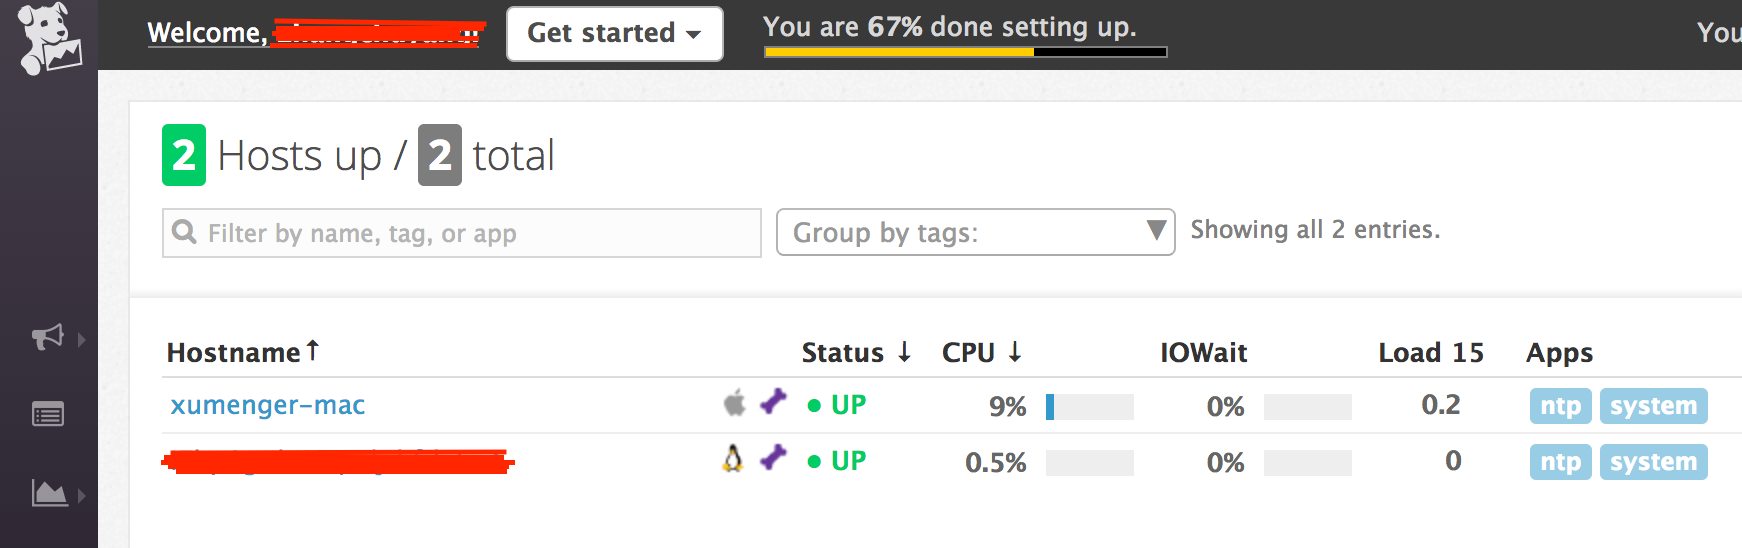 Welcome,
Get started
You are 67% done setting up.
You
2 Hosts up / 2 total
Filter by name, tag, or app
Group by tags:
Showing all 2 entries.
Hostname↑ Status ↓ CPU ↓ IOWait Load 15 Apps
xumenger-mac UP 9% 0% 0.2 ntp system
UP 0.5% 0% 0 ntp system